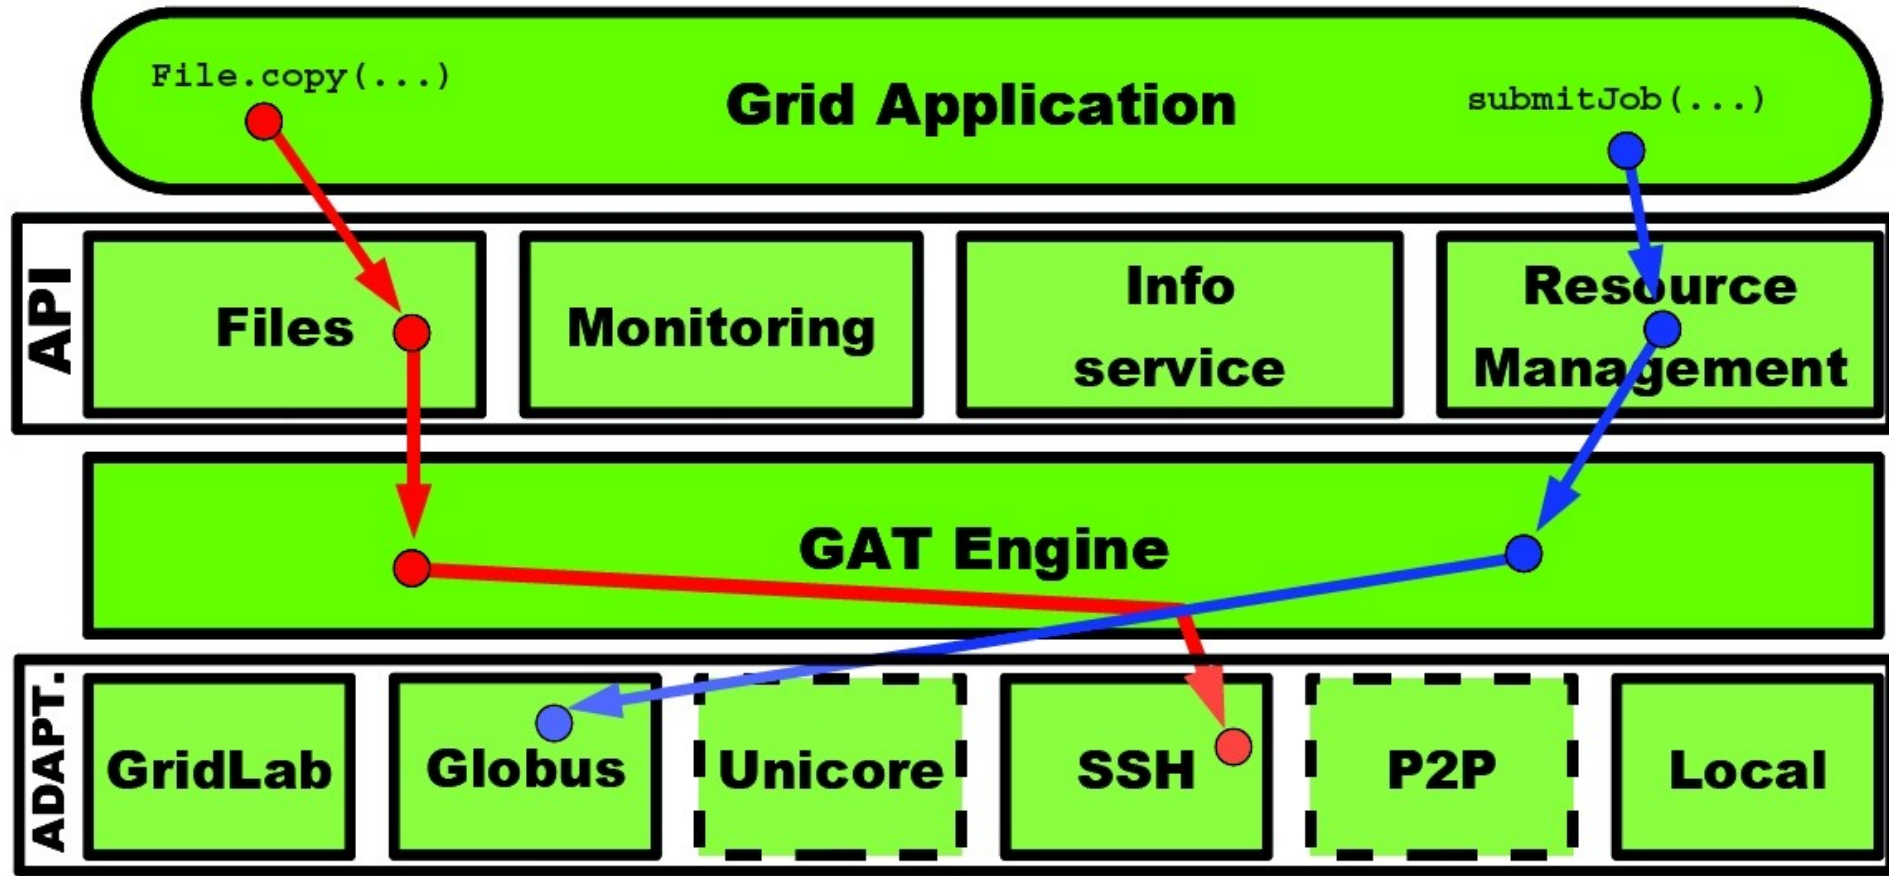 File.copy(...)
Grid Application
submitJob(...)
API
Files
Monitoring
Info
service
Resource
Management
GAT Engine
ADAPT.
GridLab
Globus
Unicore
SSH
P2P
Local